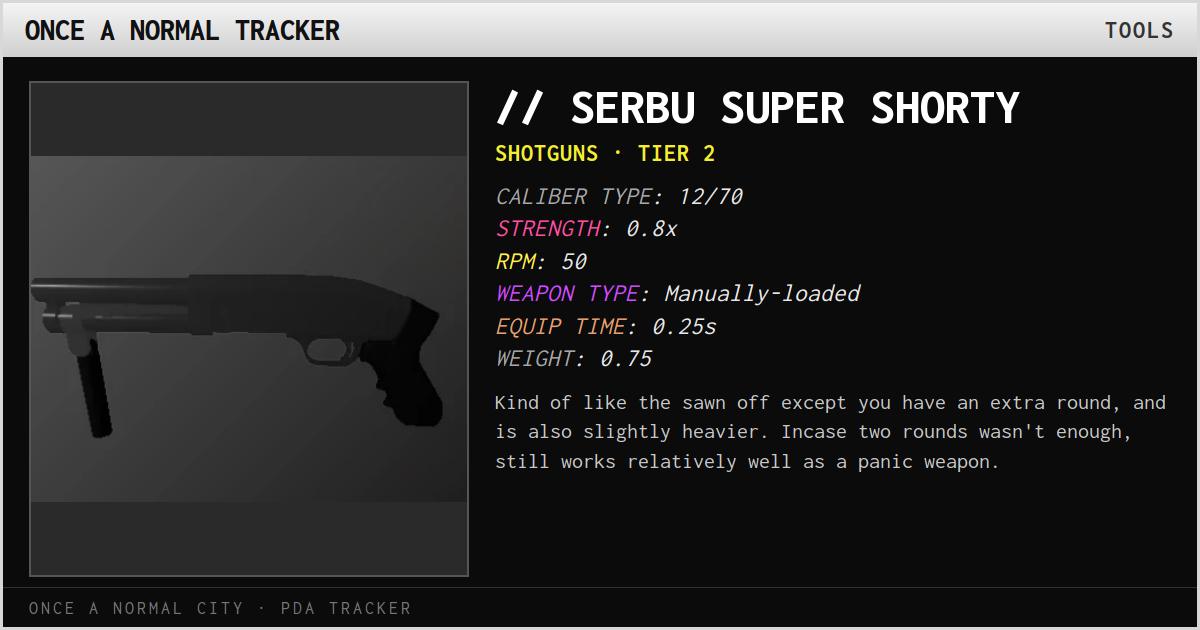 ONCE A NORMAL TRACKER
TOOLS
// SERBU SUPER SHORTY
SHOTGUNS · TIER 2
CALIBER TYPE: 12/70
STRENGTH: 0.8x
RPM: 50
WEAPON TYPE: Manually-loaded
EQUIP TIME: 0.25s
WEIGHT: 0.75
Kind of like the sawn off except you have an extra round, and
is also slightly heavier. Incase two rounds wasn't enough,
still works relatively well as a panic weapon.
ONCE A NORMAL CITY · PDA TRACKER